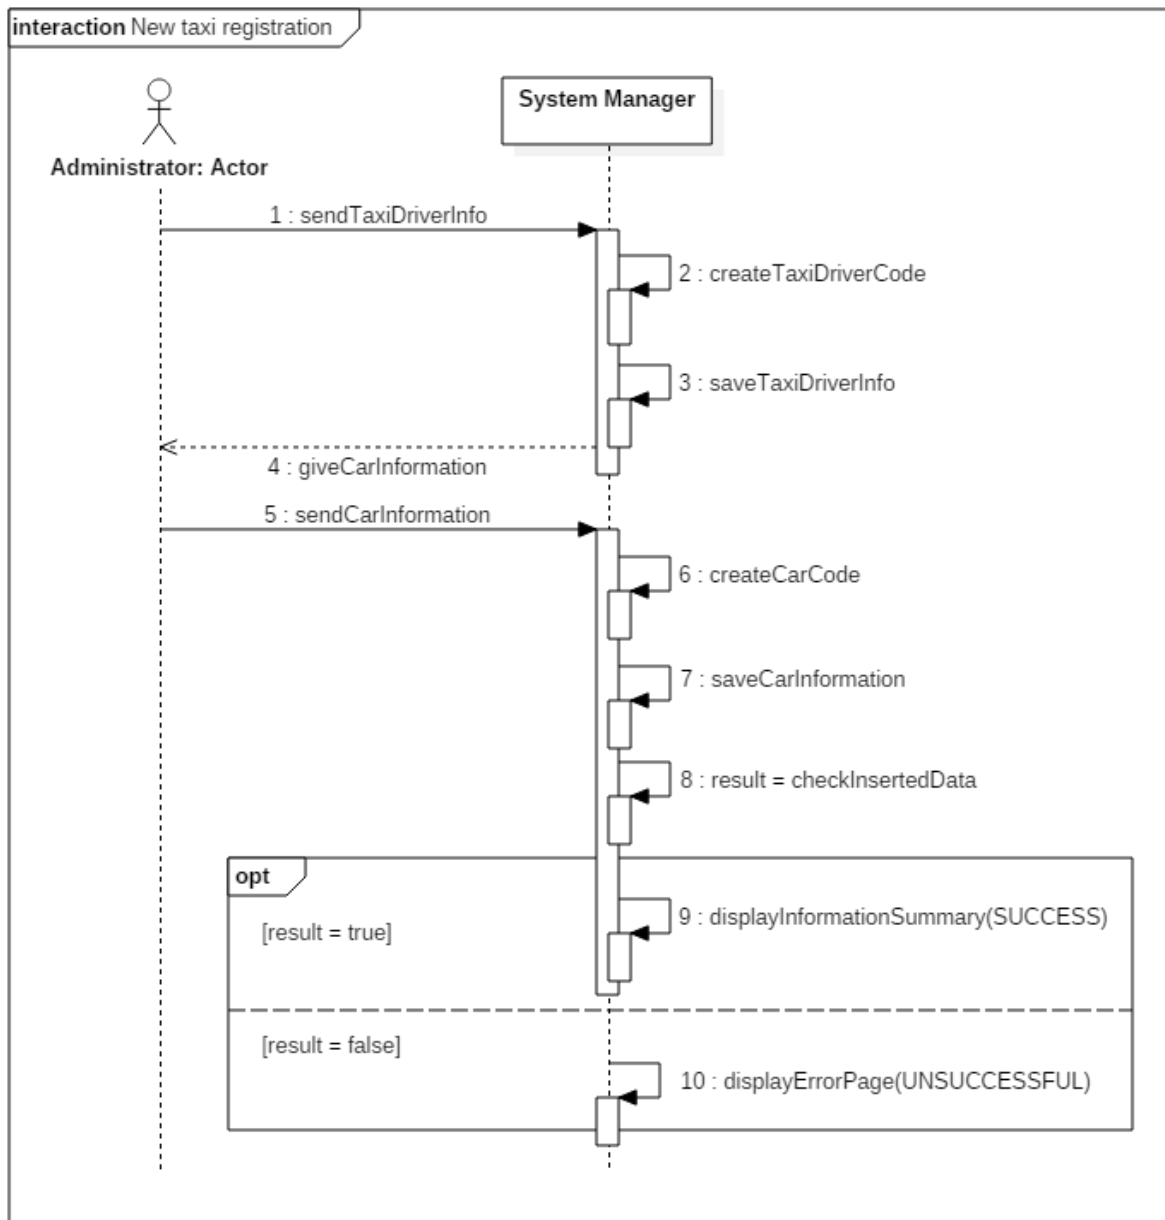 interaction New taxi registration
System Manager
Administrator: Actor
1 : sendTaxiDriverInfo
2 : createTaxiDriverCode
3 : saveTaxiDriverInfo
4 : giveCarInformation
5 : sendCarInformation
6 : createCarCode
7 : saveCarInformation
8 : result = checkInsertedData
opt
9 : displayInformationSummary(SUCCESS)
[result = true]
[result = false]
10 : displayErrorPage(UNSUCCESSFUL)